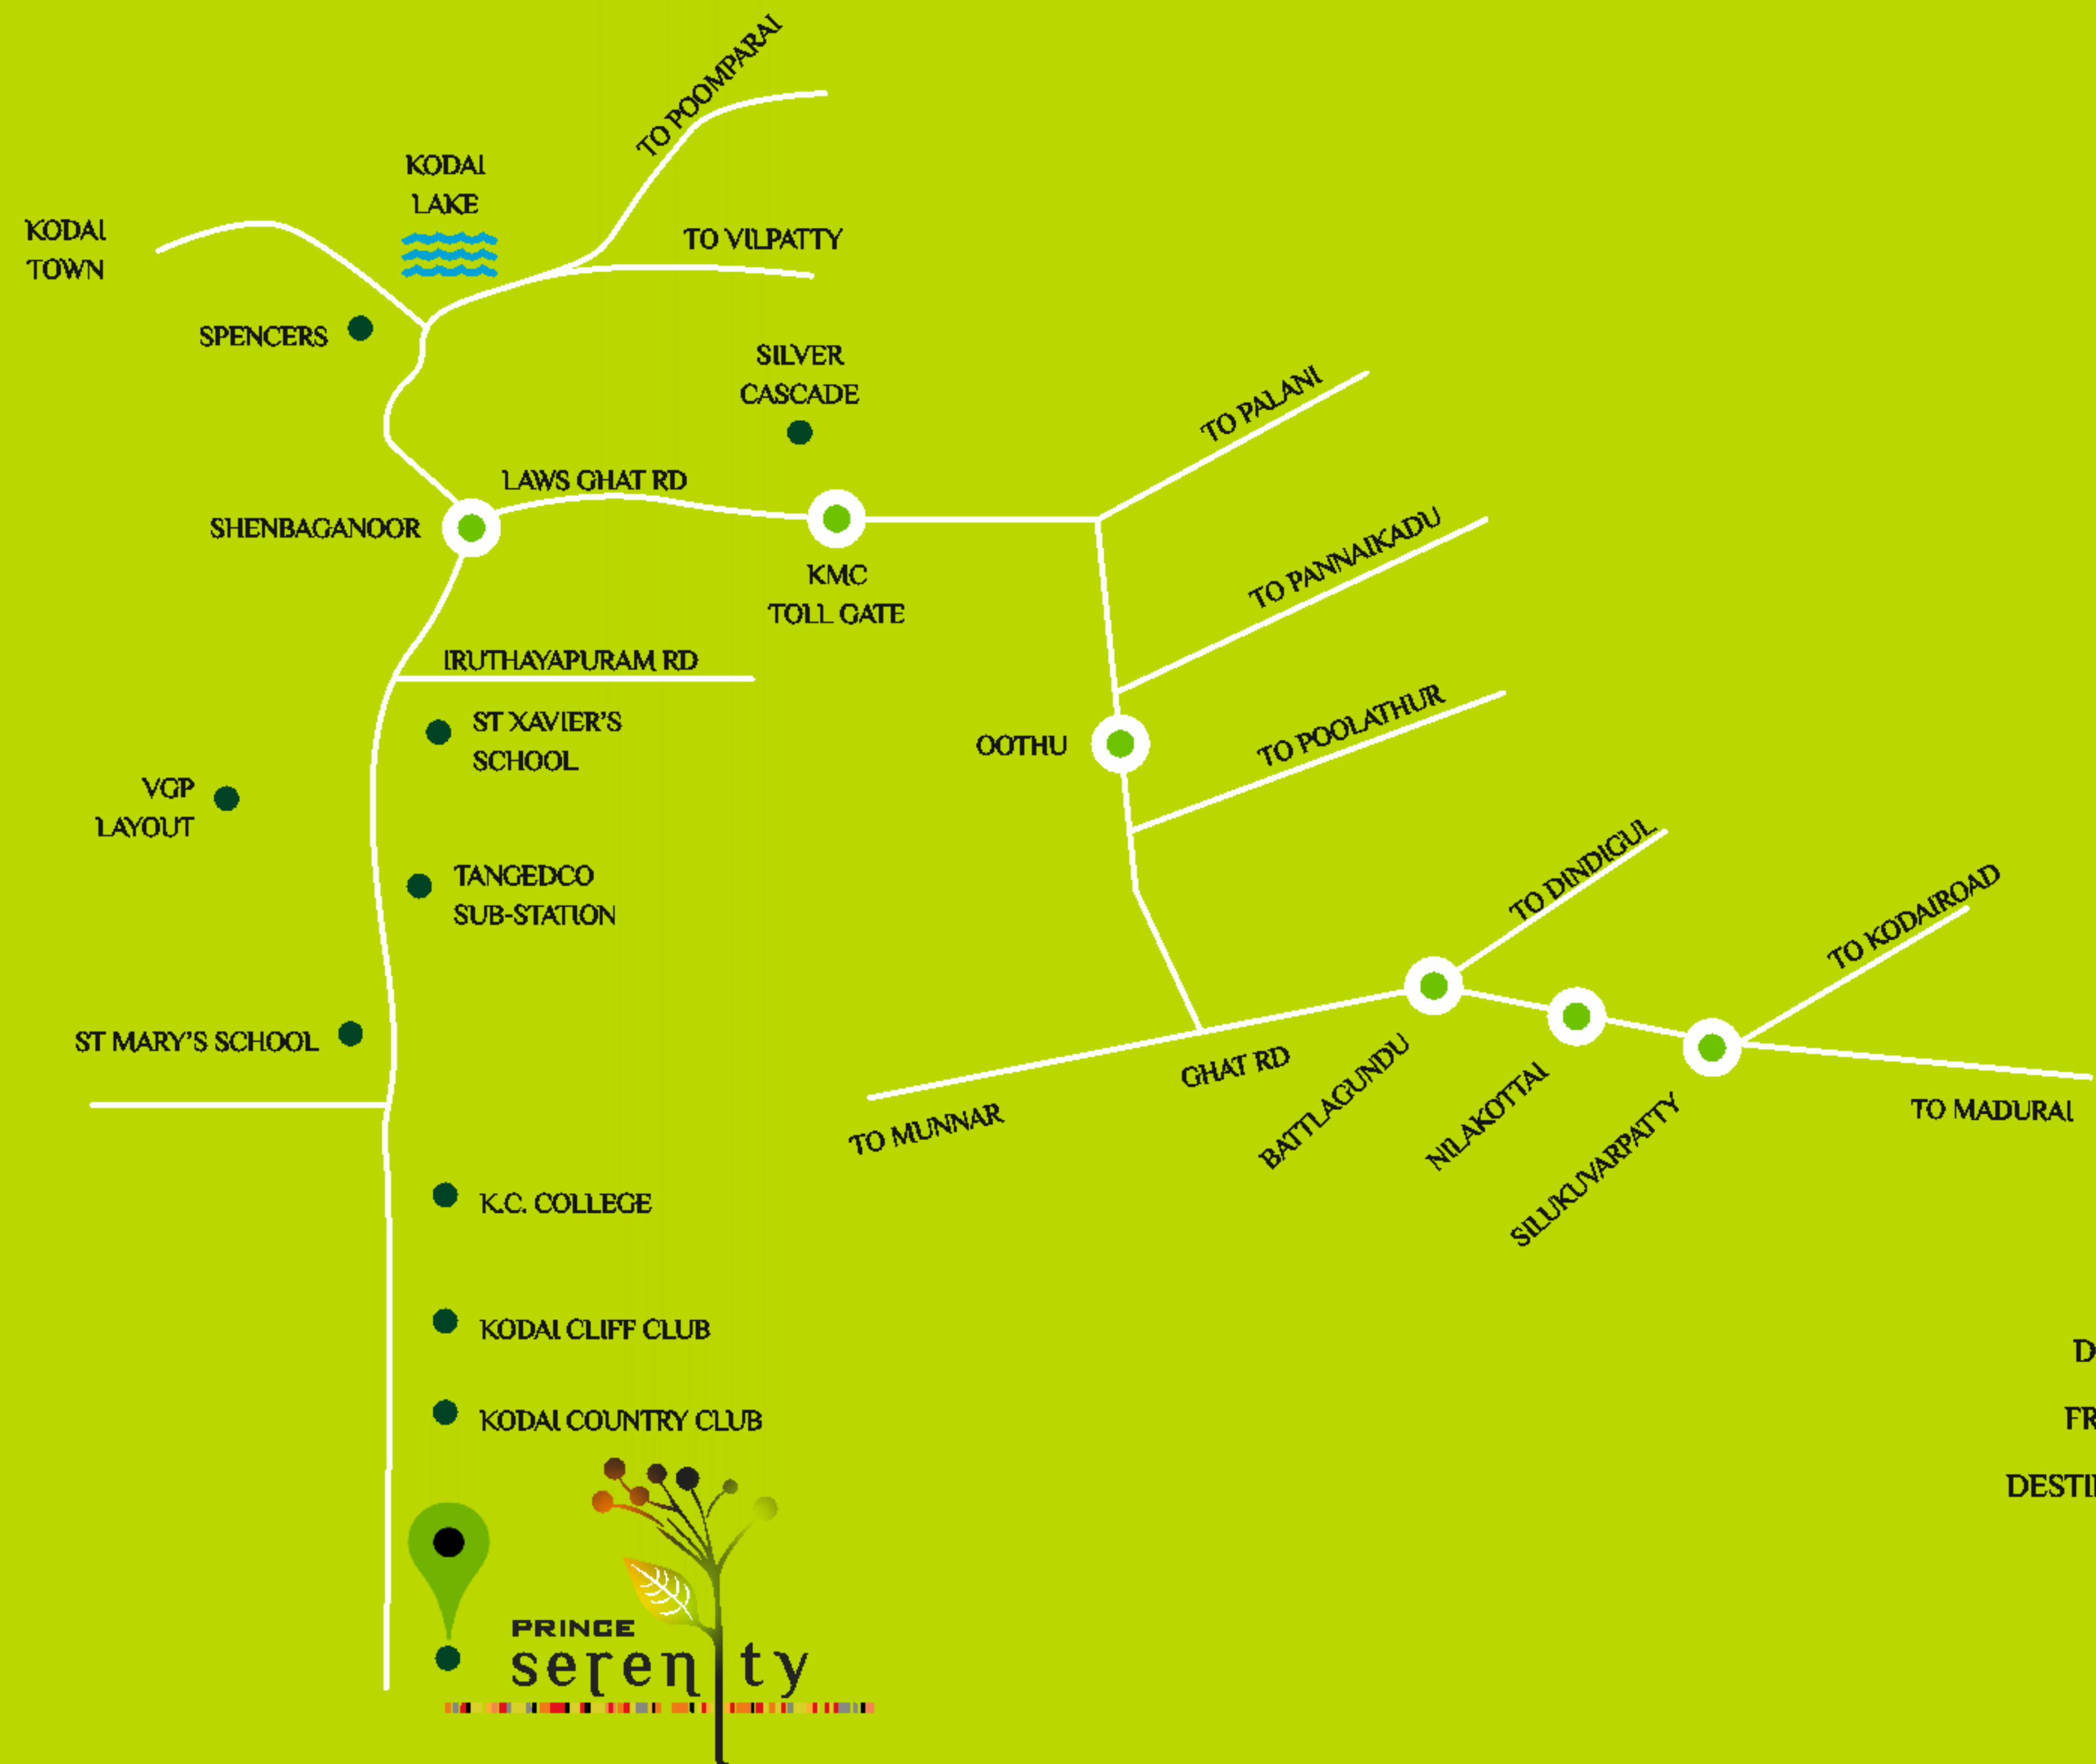 TO POOMPARAI
KODAI
LAKE
KODAI
TOWN
TO VILPATTY
SPENCERS
SILVER
CASCADE
TO PALANI
LAWS GHAT RD
SHENBAGANOOR
KMC
TOLL GATE
TO PANNAIKADU
IRUTHAYAPURAM RD
ST XAVIER'S
SCHOOL
OOTHU
TO POOLATHUR
VGP
LAYOUT
TANGEDCO
SUB-STATION
TO DINDIGUL
TO KODAIROAD
ST MARY'S SCHOOL
GHAT RD
TO MUNNAR
BATTLAGUNDU
NILAKOTTAI
SILUKUVARPATTY
TO MADURAI
K.C. COLLEGE
KODAI CLIFF CLUB
KODAI COUNTRY CLUB
PRINCE
serenity